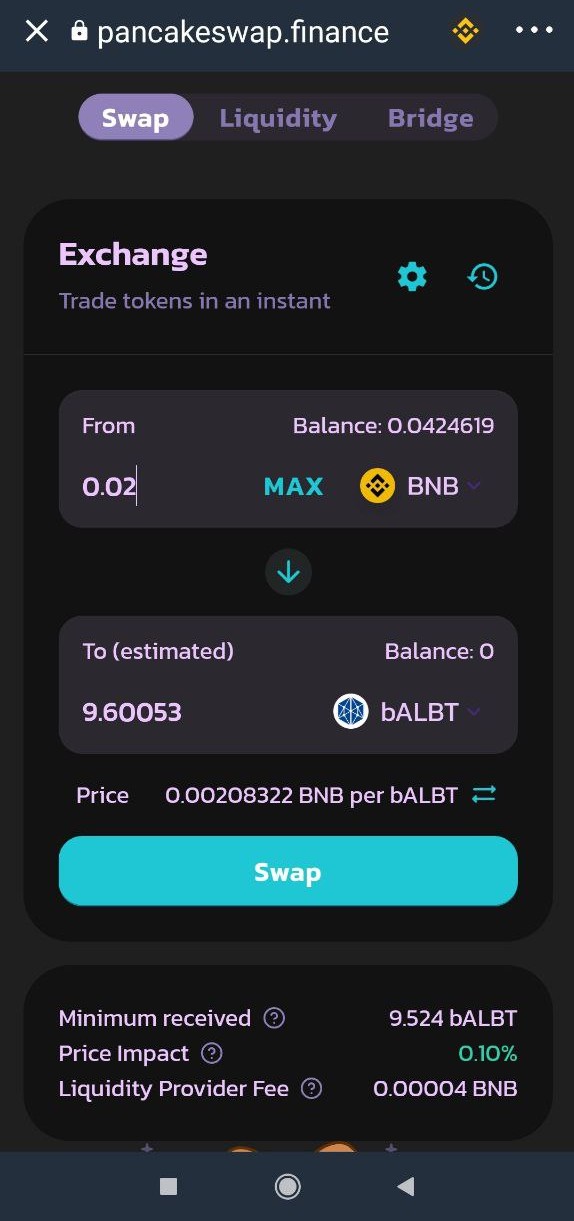 pancakeswap.finance
Swap Liquidity Bridge
Exchange
Trade tokens in an instant
From Balance: 0.0424619
0.02 MAX BNB
To (estimated) Balance: 0
9.60053 bALBT
Price 0.00208322 BNB per bALBT
Swap
Minimum received ? 9.524 bALBT
Price Impact ? 0.10%
Liquidity Provider Fee ? 0.00004 BNB